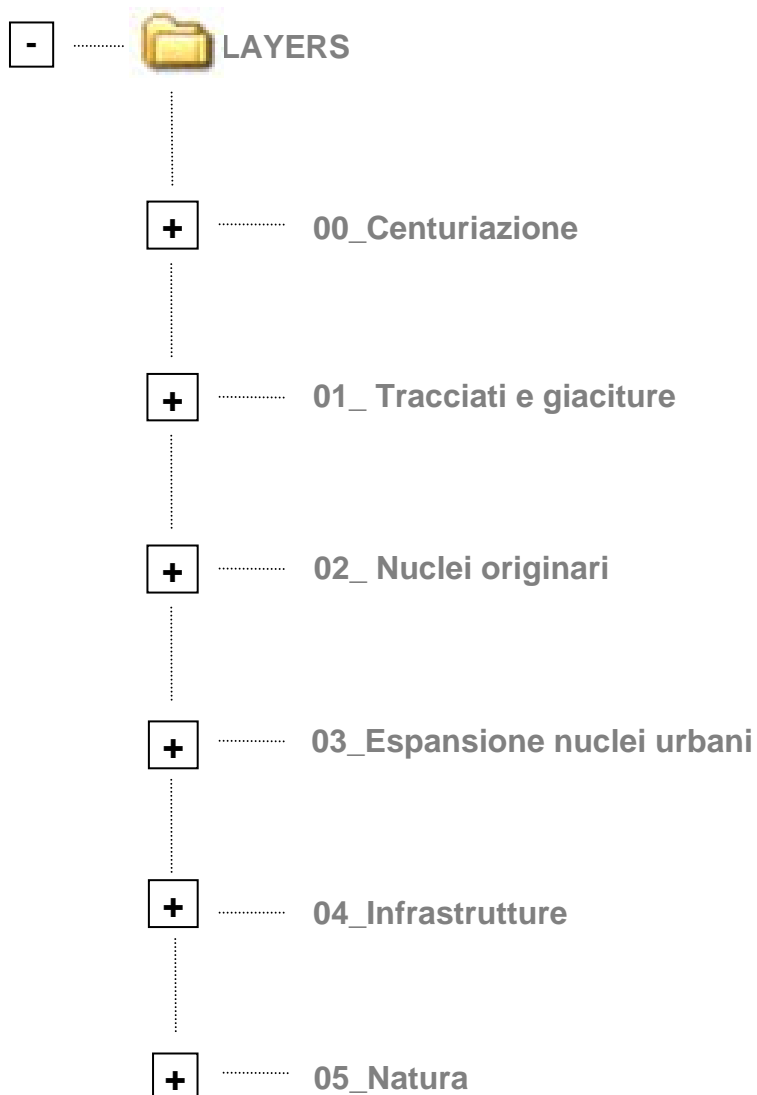 - LAYERS
+ 00_Centuriazione
+ 01_ Tracciati e giaciture
+ 02_ Nuclei originari
+ 03_Espansione nuclei urbani
+ 04_Infrastrutture
+ 05_Natura